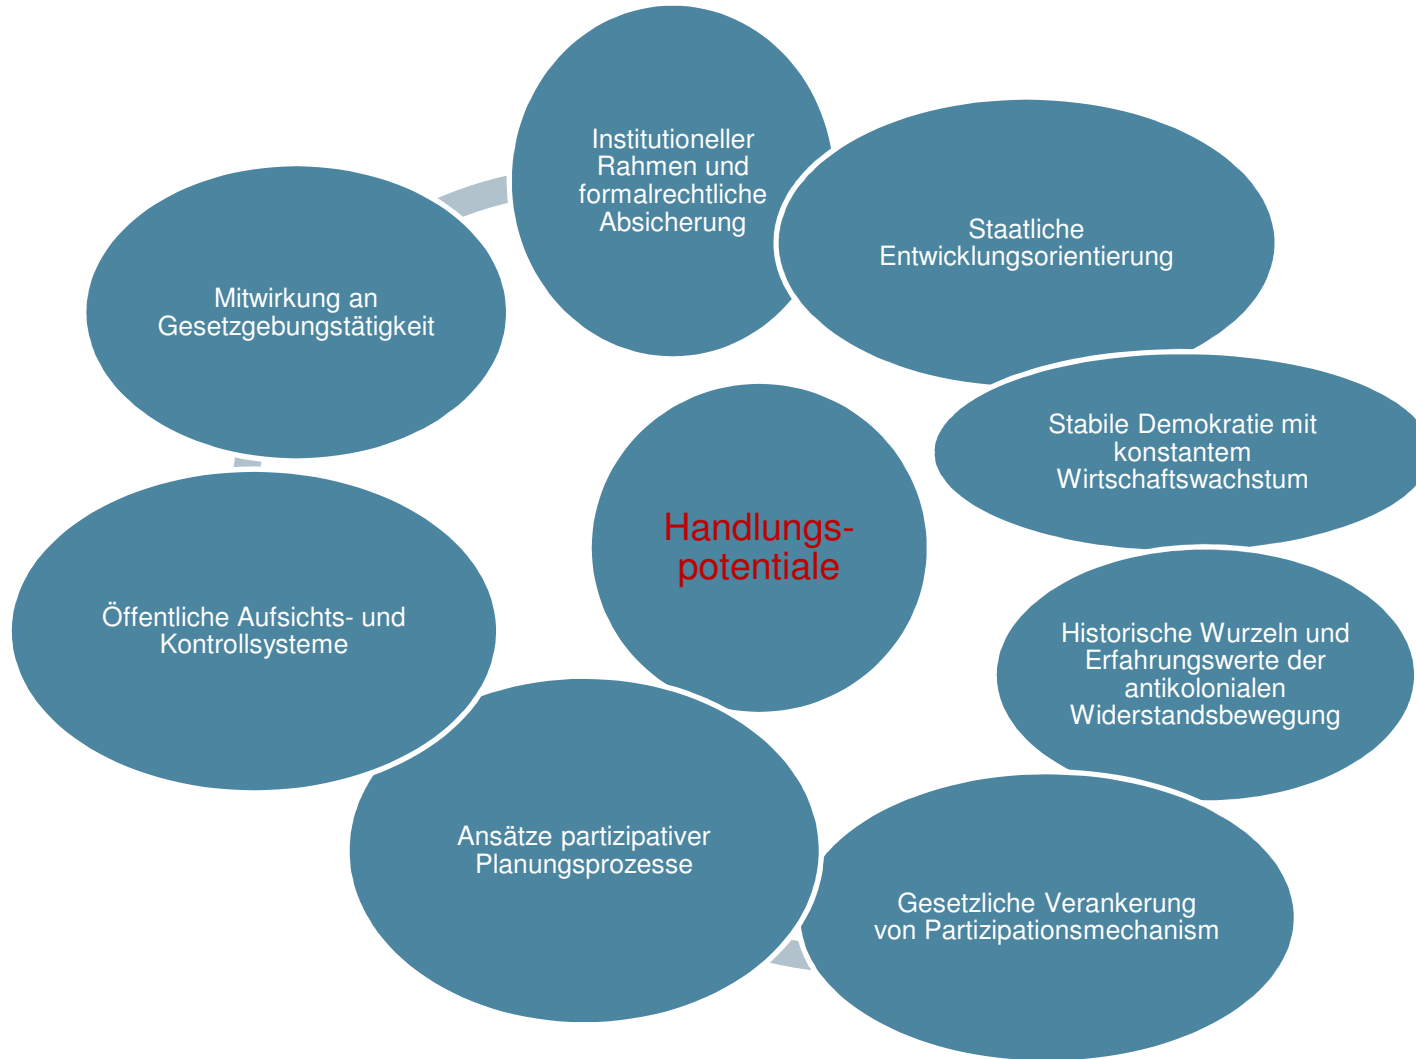 Institutioneller
Rahmen und
formalrechtliche
Absicherung
Staatliche
Entwicklungsorientierung
Stabile Demokratie mit
konstantem
Wirtschaftswachstum
Historische Wurzeln und
Erfahrungswerte der
antikolonialen
Widerstandsbewegung
Gesetzliche Verankerung
von Partizipationsmechanism
Ansätze partizipativer
Planungsprozesse
Öffentliche Aufsichts- und
Kontrollsysteme
Mitwirkung an
Gesetzgebungstätigkeit
Handlungs-
potentiale